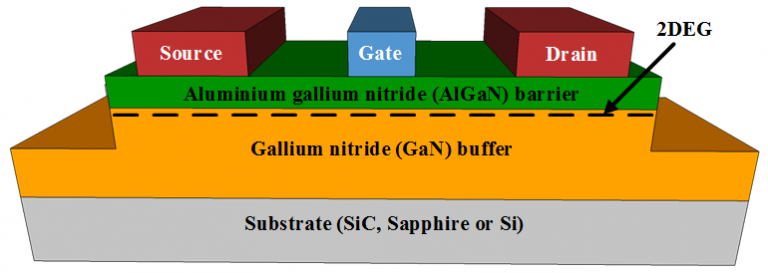 2DEG
Source
Gate
Drain
Aluminium gallium nitride (AlGaN) barrier
Gallium nitride (GaN) buffer
Substrate (SiC, Sapphire or Si)